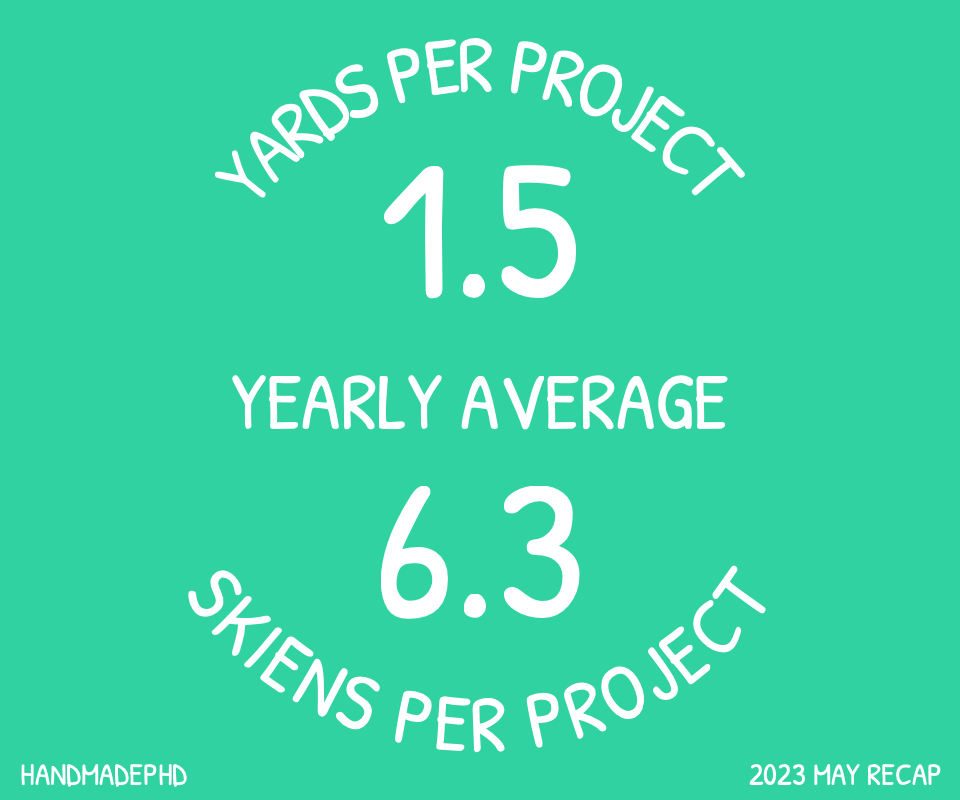 YARDS PER PROJECT
1.5
YEARLY AVERAGE
6.3
SKIENS PER PROJECT
HANDMADEPHD
2023 MAY RECAP